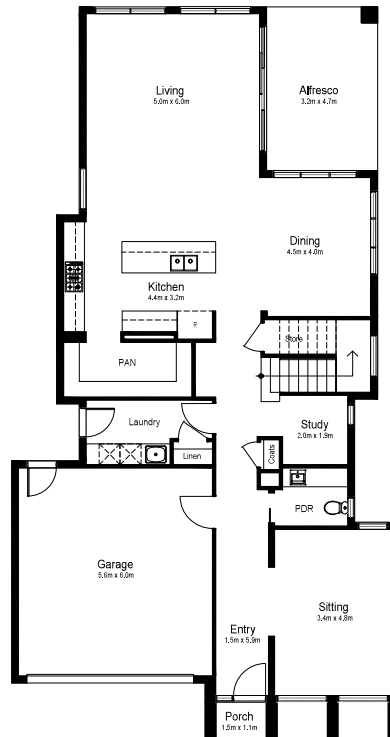 Living
5.0m x 6.0m
Alfresco
3.2m x 4.7m
Dining
4.5m x 4.0m
Kitchen
4.4m x 3.2m
R
Store
PAN
Laundry
Study
2.0m x 1.9m
Linen
Coats
PDR
Garage
5.6m x 6.0m
Sitting
3.4m x 4.8m
Entry
1.5m x 5.9m
Porch
1.5m x 1.1m